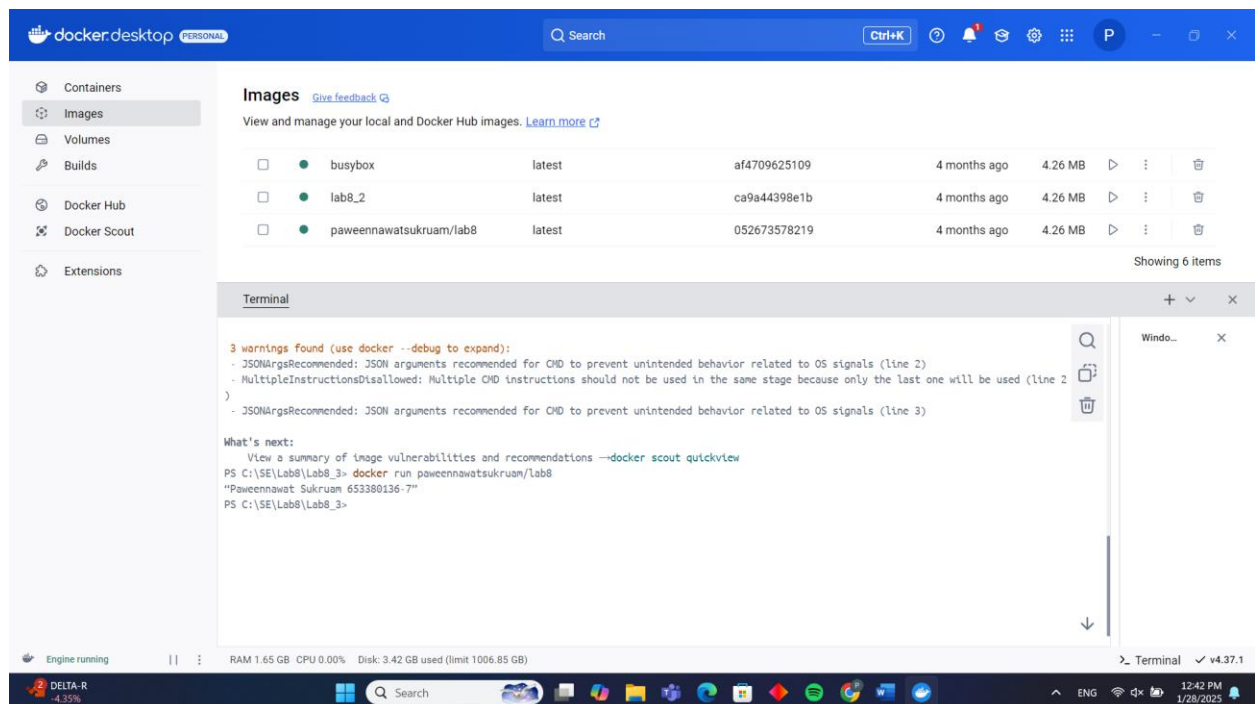 docker.desktop PERSONAL
Search
Ctrl+K
1
P
Containers
Images
Volumes
Builds
Docker Hub
Docker Scout
Extensions
Images Give feedback
View and manage your local and Docker Hub images. Learn more
busybox latest af4709625109 4 months ago 4.26 MB
lab8_2 latest ca9a44398e1b 4 months ago 4.26 MB
paweennawatsukruam/lab8 latest 052673578219 4 months ago 4.26 MB
Showing 6 items
Terminal
Windo...
3 warnings found (use docker --debug to expand):
- JSONArgsRecommended: JSON arguments recommended for CMD to prevent unintended behavior related to OS signals (line 2)
- MultipleInstructionsDisallowed: Multiple CMD instructions should not be used in the same stage because only the last one will be used (line 2
)
- JSONArgsRecommended: JSON arguments recommended for CMD to prevent unintended behavior related to OS signals (line 3)
What's next:
View a summary of image vulnerabilities and recommendations → docker scout quickview
PS C:\SE\Lab8\Lab8_3> docker run paweennawatsukruam/lab8
“Paweennawat Sukruam 653380136-7”
PS C:\SE\Lab8\Lab8_3>
Engine running
RAM 1.65 GB CPU 0.00% Disk: 3.42 GB used (limit 1006.85 GB)
>_ Terminal
v4.37.1
2
DELTA-R
-4.35%
Search
ENG
12:42 PM
1/28/2025